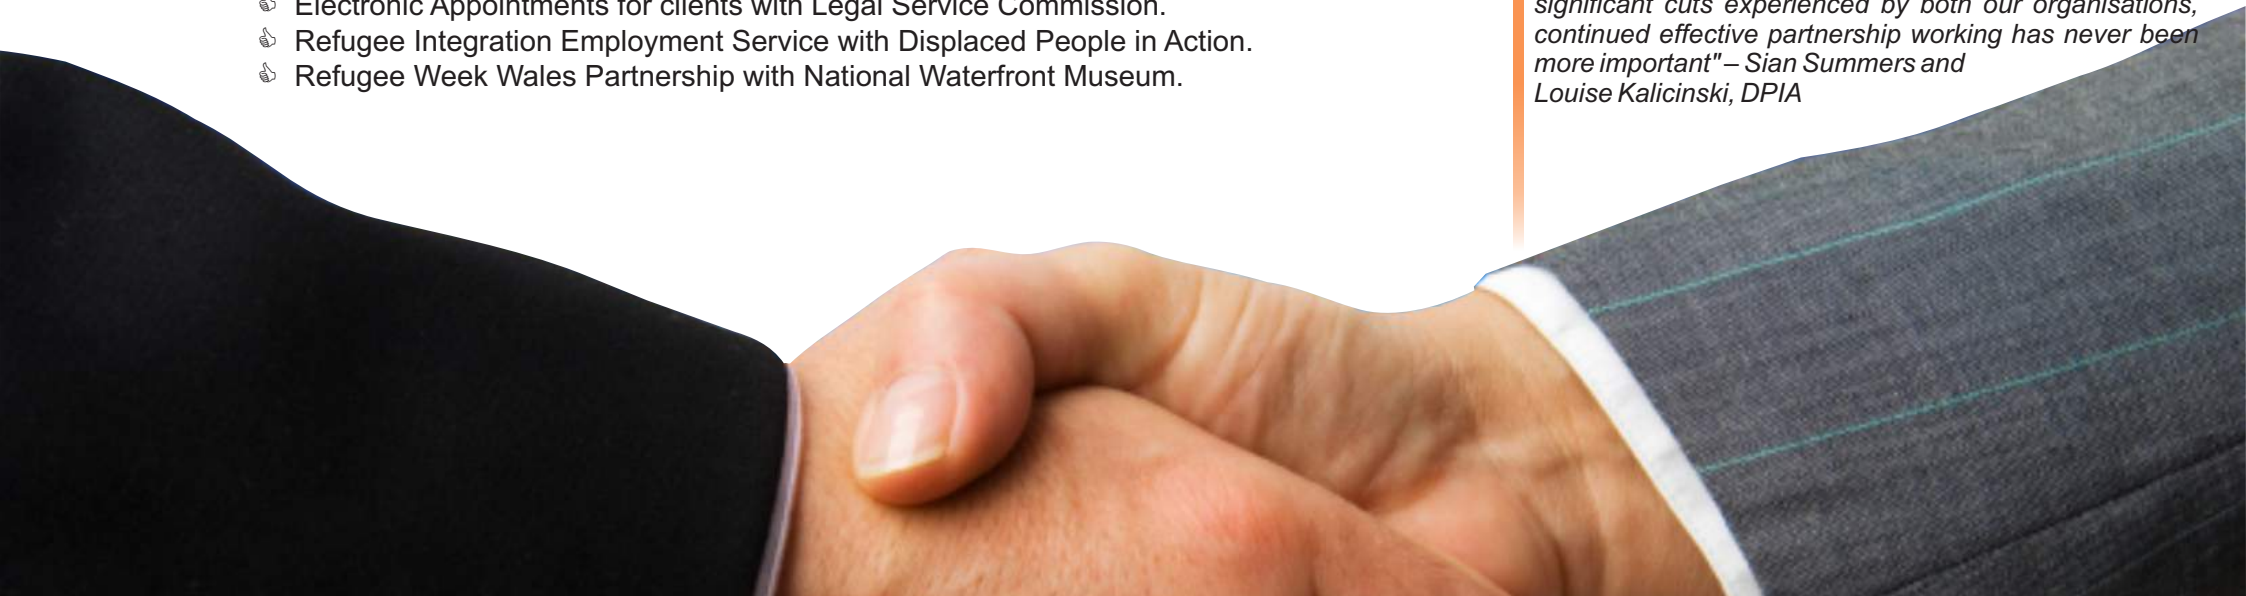 Electronic Appointments for clients with Legal Service Commission.
Refugee Integration Employment Service with Displaced People in Action.
Refugee Week Wales Partnership with National Waterfront Museum.
significant cuts experienced by both our organisations,
continued effective partnership working has never been
more important" – Sian Summers and
Louise Kalicinski, DPIA